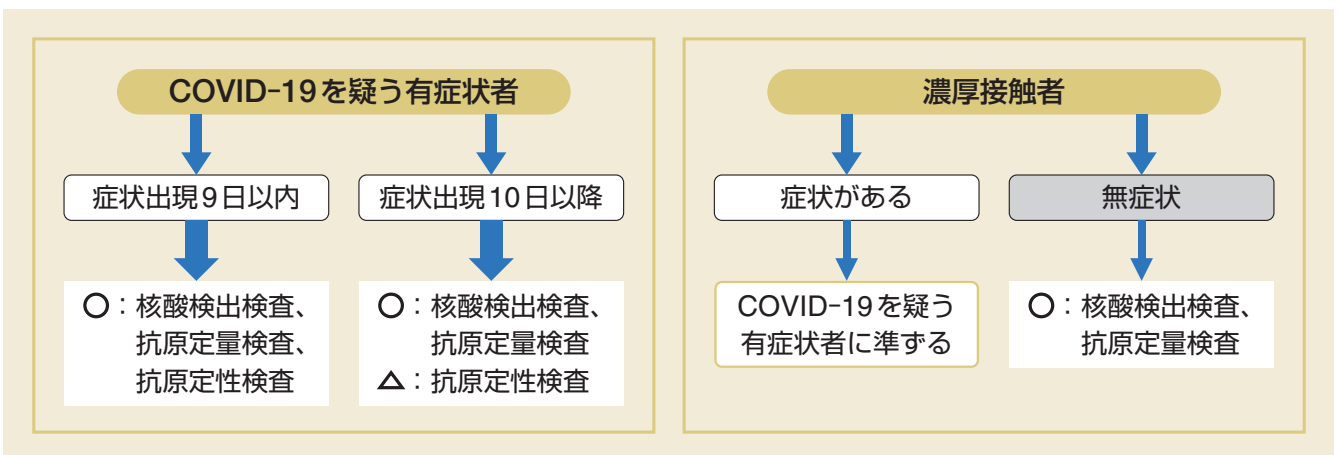 COVID-19を疑う有症状者
症状出現9日以内
症状出現10日以降
○：核酸検出検査、
抗原定量検査、
抗原定性検査
○：核酸検出検査、
抗原定量検査
△：抗原定性検査
濃厚接触者
症状がある
無症状
COVID-19を疑う
有症状者に準ずる
○：核酸検出検査、
抗原定量検査